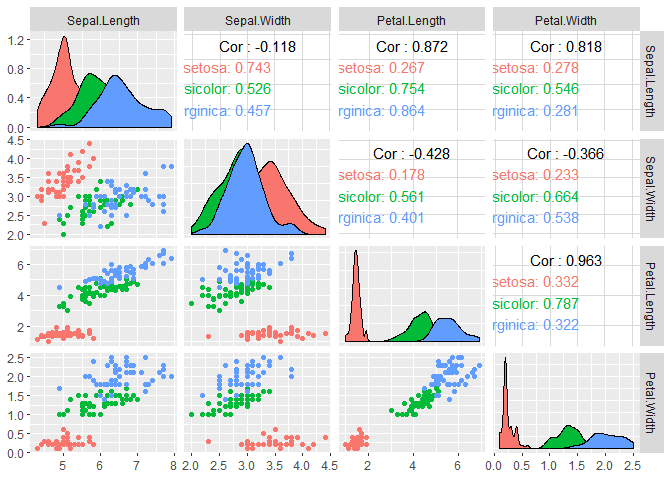 Sepal.Length Sepal.Width Petal.Length Petal.Width
1.2
0.8
0.4
0.0
Cor : -0.118
setosa: 0.743
sicolor: 0.526
rginica: 0.457
Cor : 0.872
setosa: 0.267
sicolor: 0.754
rginica: 0.864
Cor : 0.818
setosa: 0.278
sicolor: 0.546
rginica: 0.281
Sepal.Length
4.5
4.0
3.5
3.0
2.5
2.0
Cor : -0.428
setosa: 0.178
sicolor: 0.561
rginica: 0.401
Cor : -0.366
setosa: 0.233
sicolor: 0.664
rginica: 0.538
Sepal.Width
6
4
2
Cor : 0.963
setosa: 0.332
sicolor: 0.787
rginica: 0.322
Petal.Length
2.5
2.0
1.5
1.0
0.5
0.0
Petal.Width
5 6 7 8 2.0 2.5 3.0 3.5 4.0 4.5 2 4 6 0.0 0.5 1.0 1.5 2.0 2.5